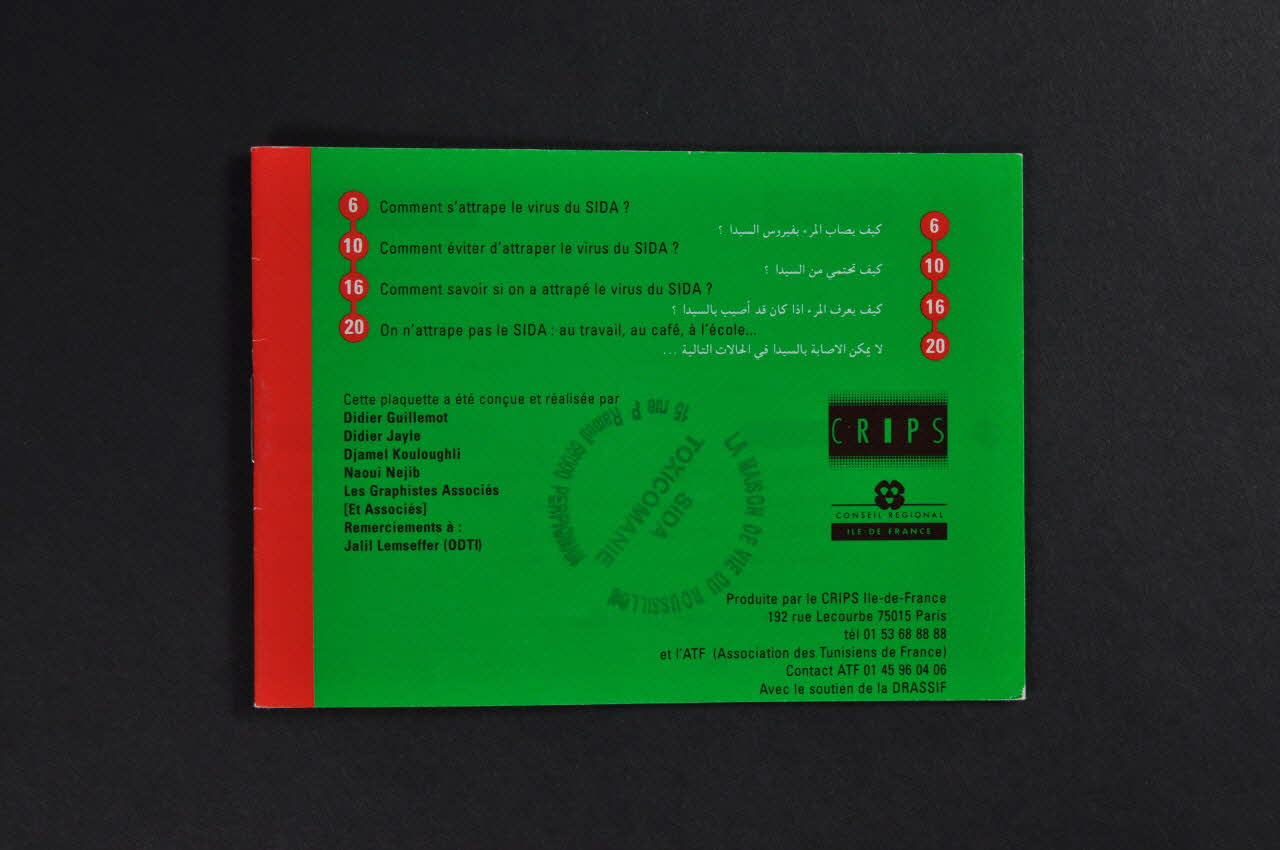 6 Comment s'attrape le virus du SIDA ?
كيف يصاب المرء بفيروس السيدا ؟ 6
10 Comment éviter d'attraper le virus du SIDA ?
كيف تحتمي من السيدا ؟ 10
16 Comment savoir si on a attrapé le virus du SIDA ?
كيف يعرف المرء اذا كان قد أصيب بالسيدا ؟ 16
20 On n'attrape pas le SIDA : au travail, au café, à l'école...
لا يمكن الاصابة بالسيدا في الحالات التالية ... 20
Cette plaquette a été conçue et réalisée par
Didier Guillemot
Didier Jayle
Djamel Kouloughli
Naoui Nejib
Les Graphistes Associés
[Et Associés]
Remerciements à :
Jalil Lemseffer (ODTI)
CRIPS
CONSEIL REGIONAL
ILE-DE-FRANCE
LA MAISON DE VIE DU ROUSSILLON
SIDA
TOXICOMANIE
15 rue P. Rameil 66000 PERPIGNAN
Produite par le CRIPS Ile-de-France
192 rue Lecourbe 75015 Paris
tél 01 53 68 88 88
et l'ATF (Association des Tunisiens de France)
Contact ATF 01 45 96 04 06
Avec le soutien de la DRASSIF